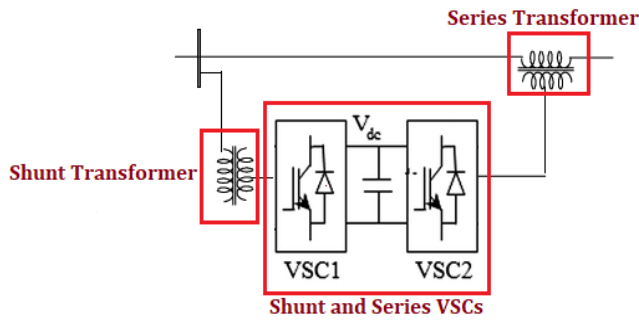 Series Transformer
Vdc
Shunt Transformer
VSC1
VSC2
Shunt and Series VSCs